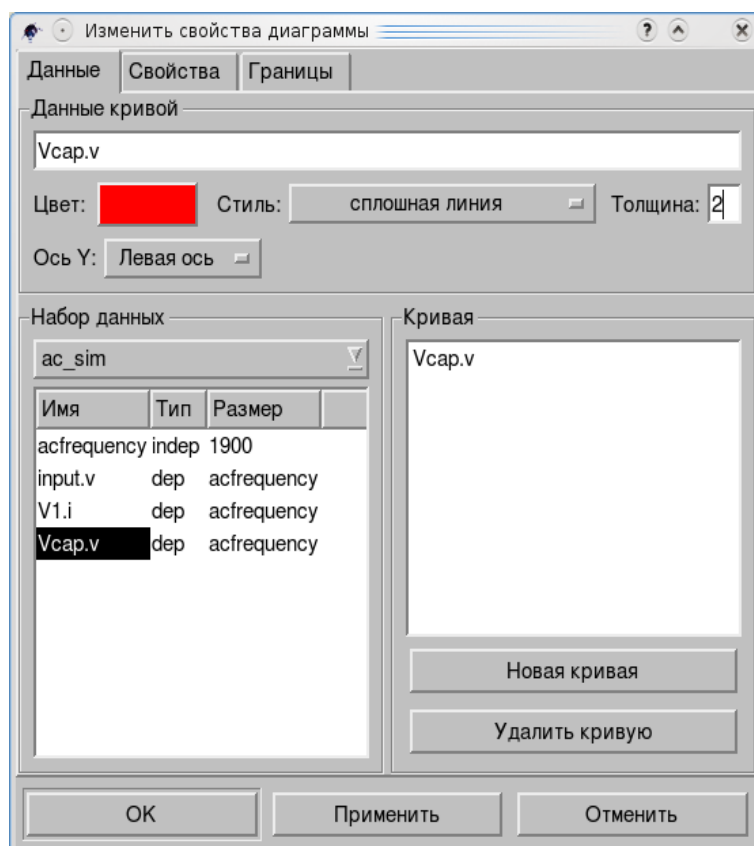 Изменить свойства диаграммы
Данные Свойства Границы
Данные кривой
Vcap.v
Цвет: Стиль: сплошная линия Толщина: 2
Ось Y: Левая ось
Набор данных
ac_sim
Имя Тип Размер
acfrequency indep 1900
input.v dep acfrequency
V1.i dep acfrequency
Vcap.v dep acfrequency
Кривая
Vcap.v
Новая кривая
Удалить кривую
OK Применить Отменить